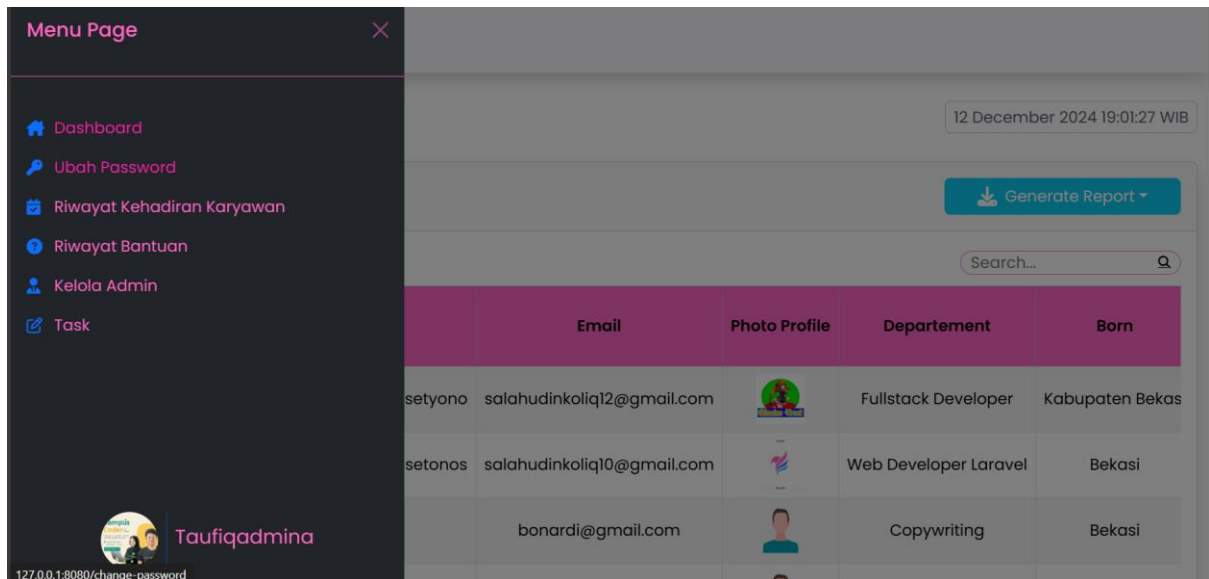 Menu Page
Dashboard
Ubah Password
Riwayat Kehadiran Karyawan
Riwayat Bantuan
Kelola Admin
Task
Taufiqadmina
127.0.0.1:8080/change-password
12 December 2024 19:01:27 WIB
Generate Report
Search...
Email Photo Profile Departement Born
setyono salahudinkoliq12@gmail.com Fullstack Developer Kabupaten Bekas
setonos salahudinkoliq10@gmail.com Web Developer Laravel Bekasi
bonardi@gmail.com Copywriting Bekasi